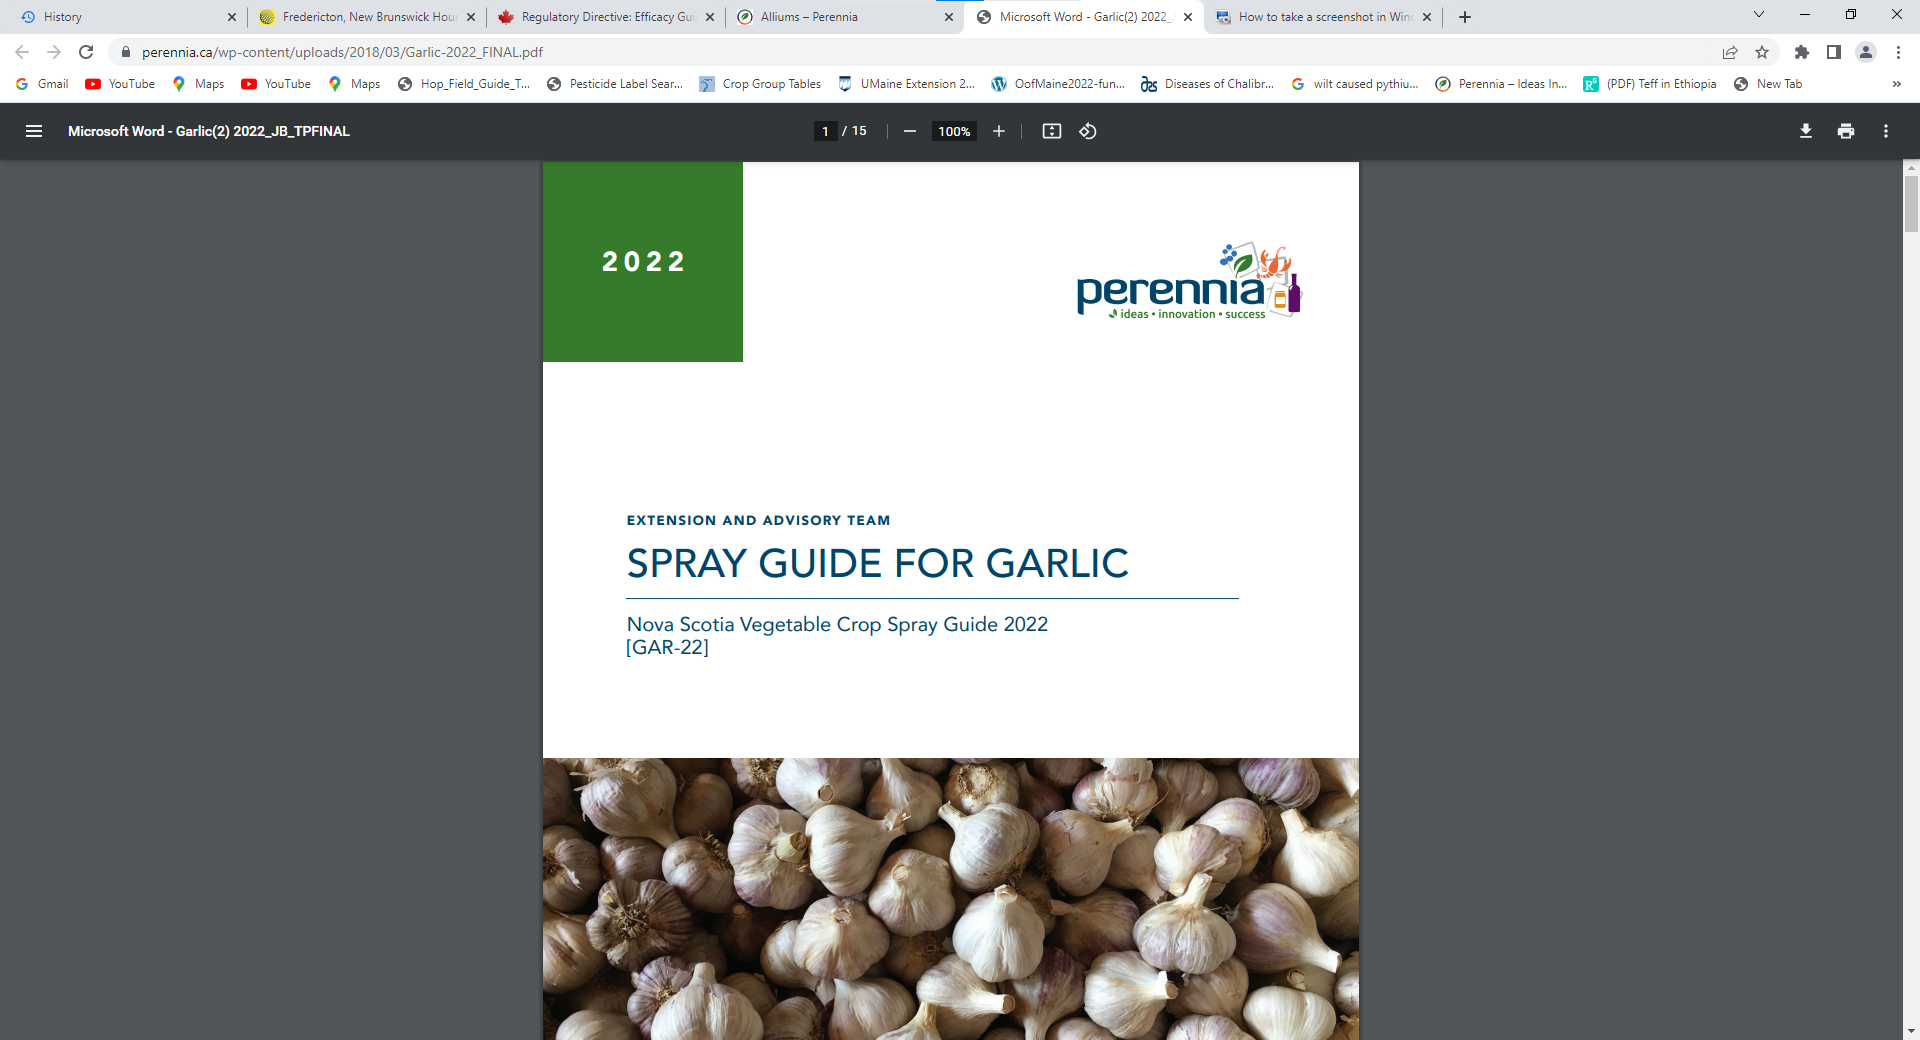 History
Fredericton, New Brunswick Hou
Regulatory Directive: Efficacy Gui
Alliums – Perennia
Microsoft Word - Garlic(2) 2022_
How to take a screenshot in Win
perennia.ca/wp-content/uploads/2018/03/Garlic-2022_FINAL.pdf
Gmail
YouTube
Maps
YouTube
Maps
Hop_Field_Guide_T...
Pesticide Label Sear...
Crop Group Tables
UMaine Extension 2...
OofMaine2022-fun...
Diseases of Chalibr...
wilt caused pythiu...
Perennia – Ideas In...
(PDF) Teff in Ethiopia
New Tab
»
Microsoft Word - Garlic(2) 2022_JB_TPFINAL
1 / 15
100%
2022
perennia
ideas • innovation • success
EXTENSION AND ADVISORY TEAM
SPRAY GUIDE FOR GARLIC
Nova Scotia Vegetable Crop Spray Guide 2022
[GAR-22]